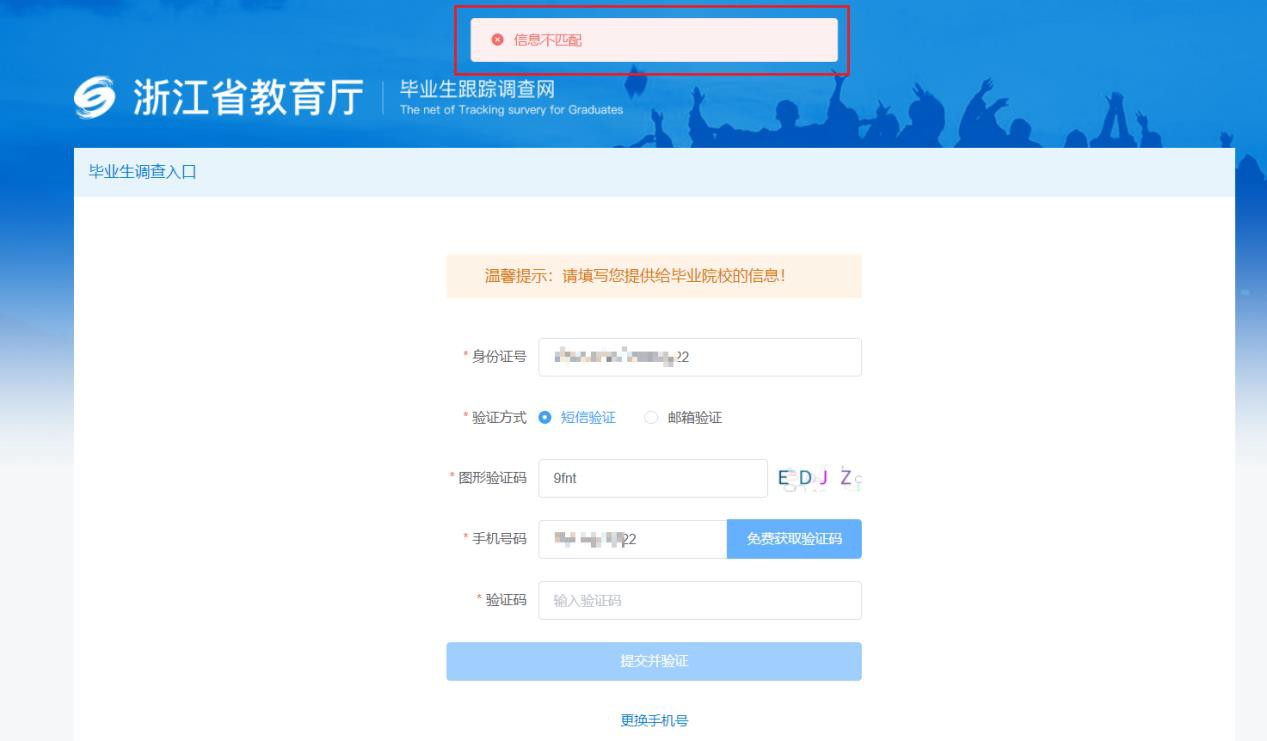 信息不匹配
浙江省教育厅
毕业生跟踪调查网
The net of Tracking survery for Graduates
毕业生调查入口
温馨提示：请填写您提供给毕业院校的信息！
* 身份证号 22
* 验证方式 短信验证 邮箱验证
* 图形验证码 9fnt E D J Z
* 手机号码 22 免费获取验证码
* 验证码 输入验证码
提交并验证
更换手机号